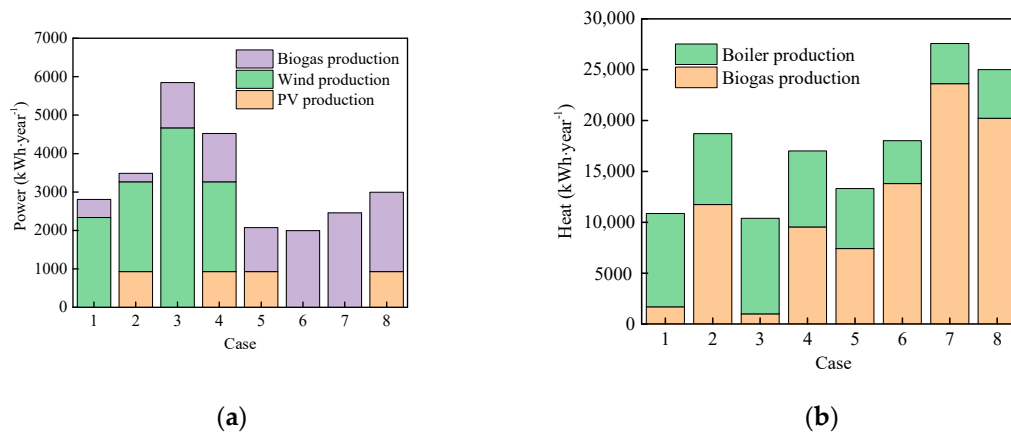 7000
6000
5000
4000
3000
2000
1000
0
Power (kWh·year⁻¹)
Biogas production
Wind production
PV production
1 2 3 4 5 6 7 8
Case
(a)
30,000
25,000
20,000
15,000
10,000
5000
0
Heat (kWh·year⁻¹)
Boiler production
Biogas production
1 2 3 4 5 6 7 8
Case
(b)